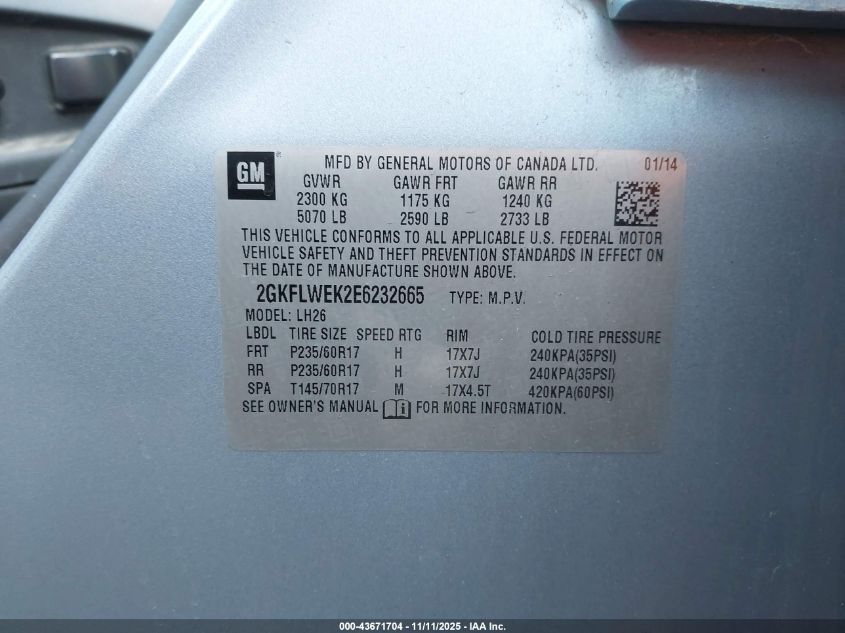 GM ® MFD BY GENERAL MOTORS OF CANADA LTD. 01/14
GVWR GAWR FRT GAWR RR
2300 KG 1175 KG 1240 KG
5070 LB 2590 LB 2733 LB
THIS VEHICLE CONFORMS TO ALL APPLICABLE U.S. FEDERAL MOTOR
VEHICLE SAFETY AND THEFT PREVENTION STANDARDS IN EFFECT ON
THE DATE OF MANUFACTURE SHOWN ABOVE.
2GKFLWEK2E6232665 TYPE: M.P.V.
MODEL: LH26
LBDL TIRE SIZE SPEED RTG RIM COLD TIRE PRESSURE
FRT P235/60R17 H 17X7J 240KPA(35PSI)
RR P235/60R17 H 17X7J 240KPA(35PSI)
SPA T145/70R17 M 17X4.5T 420KPA(60PSI)
SEE OWNER'S MANUAL FOR MORE INFORMATION.
000-43671704 - 11/11/2025 - IAA Inc.